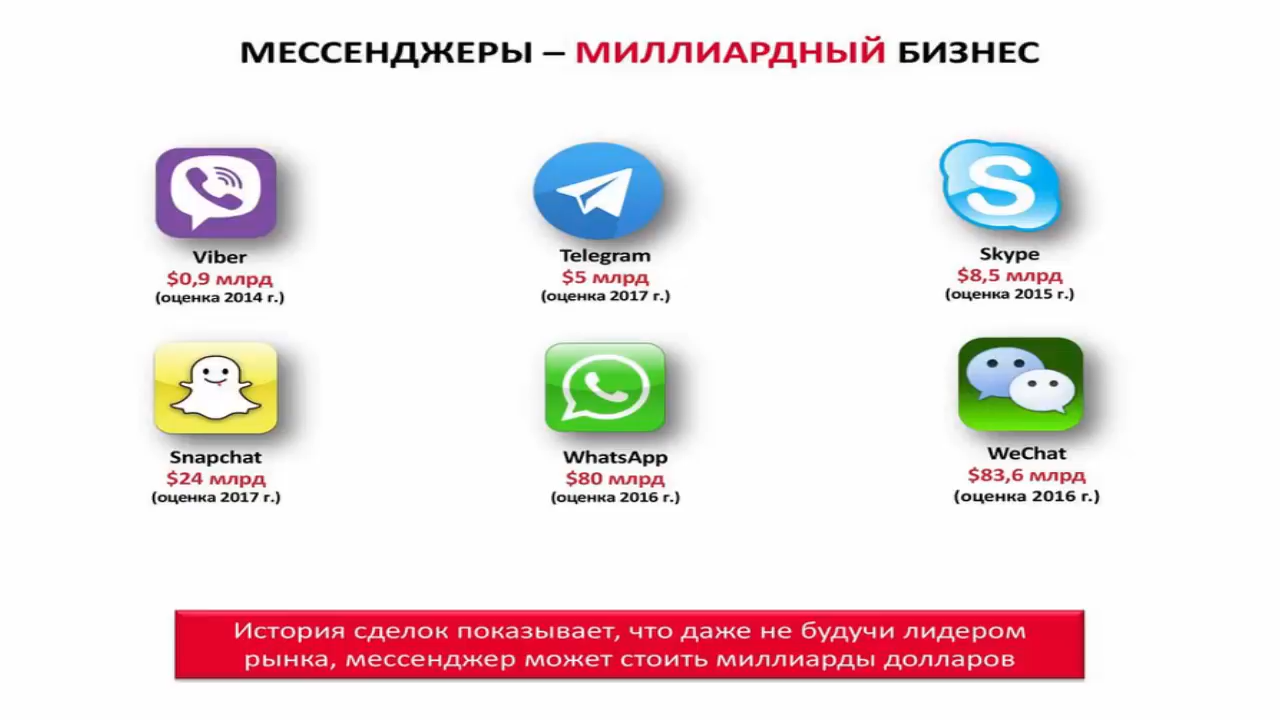 МЕССЕНДЖЕРЫ – МИЛЛИАРДНЫЙ БИЗНЕС
Viber
$0,9 млрд
(оценка 2014 г.)
Telegram
$5 млрд
(оценка 2017 г.)
Skype
$8,5 млрд
(оценка 2015 г.)
Snapchat
$24 млрд
(оценка 2017 г.)
WhatsApp
$80 млрд
(оценка 2016 г.)
WeChat
$83,6 млрд
(оценка 2016 г.)
История сделок показывает, что даже не будучи лидером
рынка, мессенджер может стоить миллиарды долларов